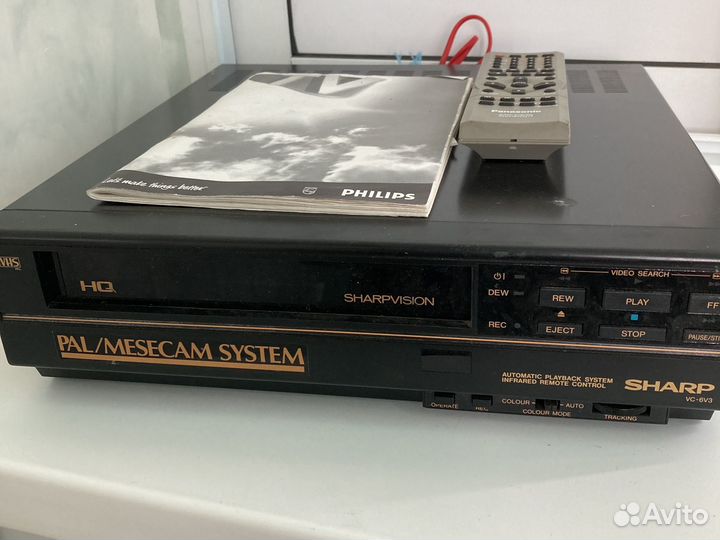 Panasonic
Let's make things better
PHILIPS
VHS
HQ
SHARPVISION
PAL/MESECAM SYSTEM
VIDEO SEARCH
DEW
REC
REW
PLAY
FF
EJECT
STOP
PAUSE/
AUTOMATIC PLAYBACK SYSTEM
INFRARED REMOTE CONTROL
SHARP
VC-6V3
OPERATE
REC
COLOUR
AUTO
COLOUR MODE
TRACKING
Avito